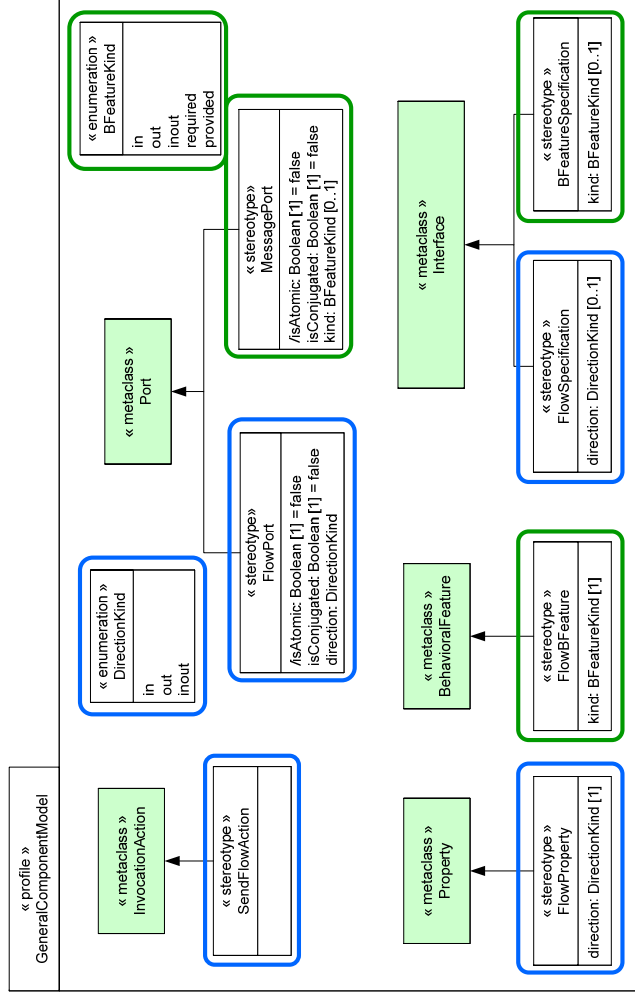 « profile »
GeneralComponentModel
« metaclass »
InvocationAction
« stereotype »
SendFlowAction
« enumeration »
DirectionKind
in
out
inout
« metaclass »
Port
« enumeration »
BFeatureKind
in
out
inout
required
provided
« stereotype»
FlowPort
/isAtomic: Boolean [1] = false
isConjugated: Boolean [1] = false
direction: DirectionKind
« stereotype»
MessagePort
/isAtomic: Boolean [1] = false
isConjugated: Boolean [1] = false
kind: BFeatureKind [0..1]
« metaclass »
Property
« metaclass »
BehavioralFeature
« metaclass »
Interface
« stereotype »
FlowProperty
direction: DirectionKind [1]
« stereotype »
FlowBFeature
kind: BFeatureKind [1]
« stereotype »
FlowSpecification
direction: DirectionKind [0..1]
« stereotype »
BFeatureSpecification
kind: BFeatureKind [0..1]